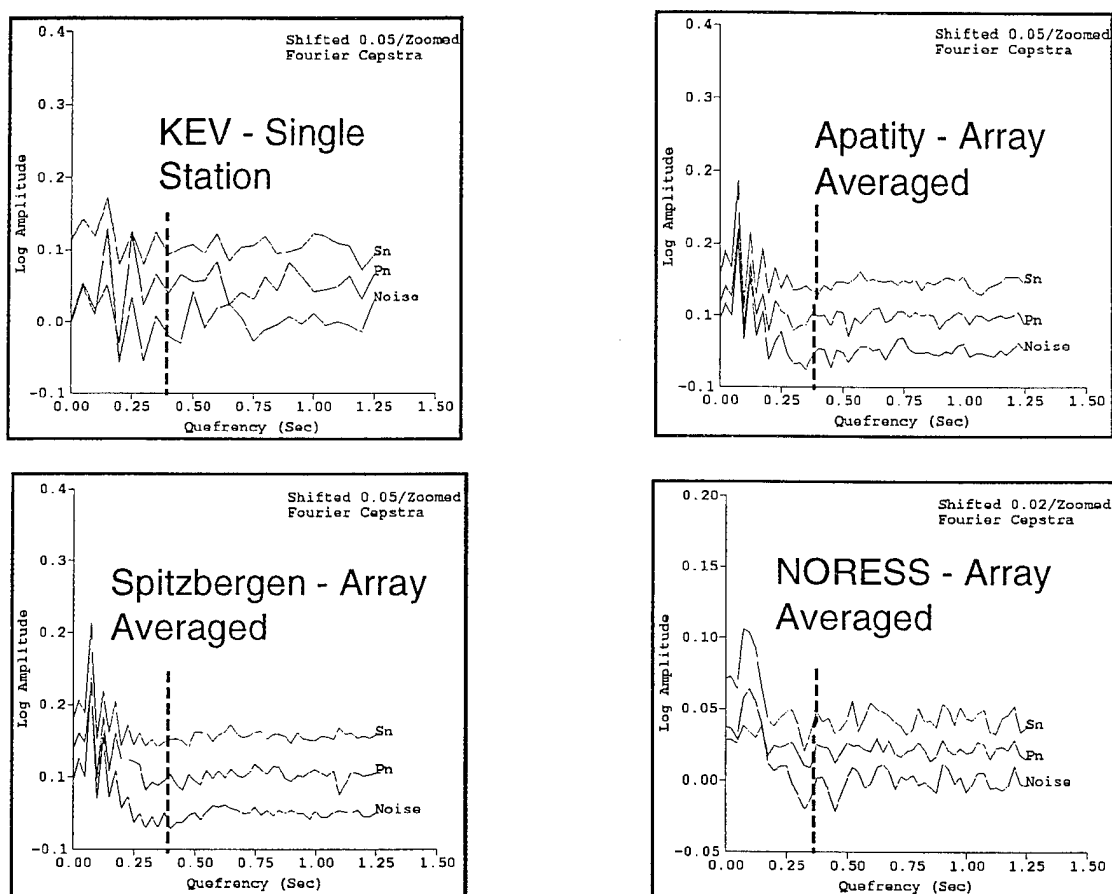 0.4
Shifted 0.05/Zoomed
Fourier Cepstra
0.3
KEV - Single
Station
0.2
Log Amplitude
0.1
Sn
Pn
Noise
0.0
-0.1
0.00 0.25 0.50 0.75 1.00 1.25 1.50
Quefrency (Sec)
0.4
Shifted 0.05/Zoomed
Fourier Cepstra
0.3
Apatity - Array
Averaged
0.2
Log Amplitude
Sn
0.1
Pn
Noise
-0.1
0.00 0.25 0.50 0.75 1.00 1.25 1.50
Quefrency (Sec)
0.4
Shifted 0.05/Zoomed
Fourier Cepstra
0.3
Spitzbergen - Array
Averaged
0.2
Log Amplitude
0.2
Sn
0.1
Pn
Noise
-0.1
0.00 0.25 0.50 0.75 1.00 1.25 1.50
Quefrency (Sec)
0.20
Shifted 0.02/Zoomed
Fourier Cepstra
0.15
NORESS - Array
Averaged
0.10
Log Amplitude
0.05
Sn
Pn
0.00
Noise
-0.05
0.00 0.25 0.50 0.75 1.00 1.25 1.50
Quefrency (Sec)